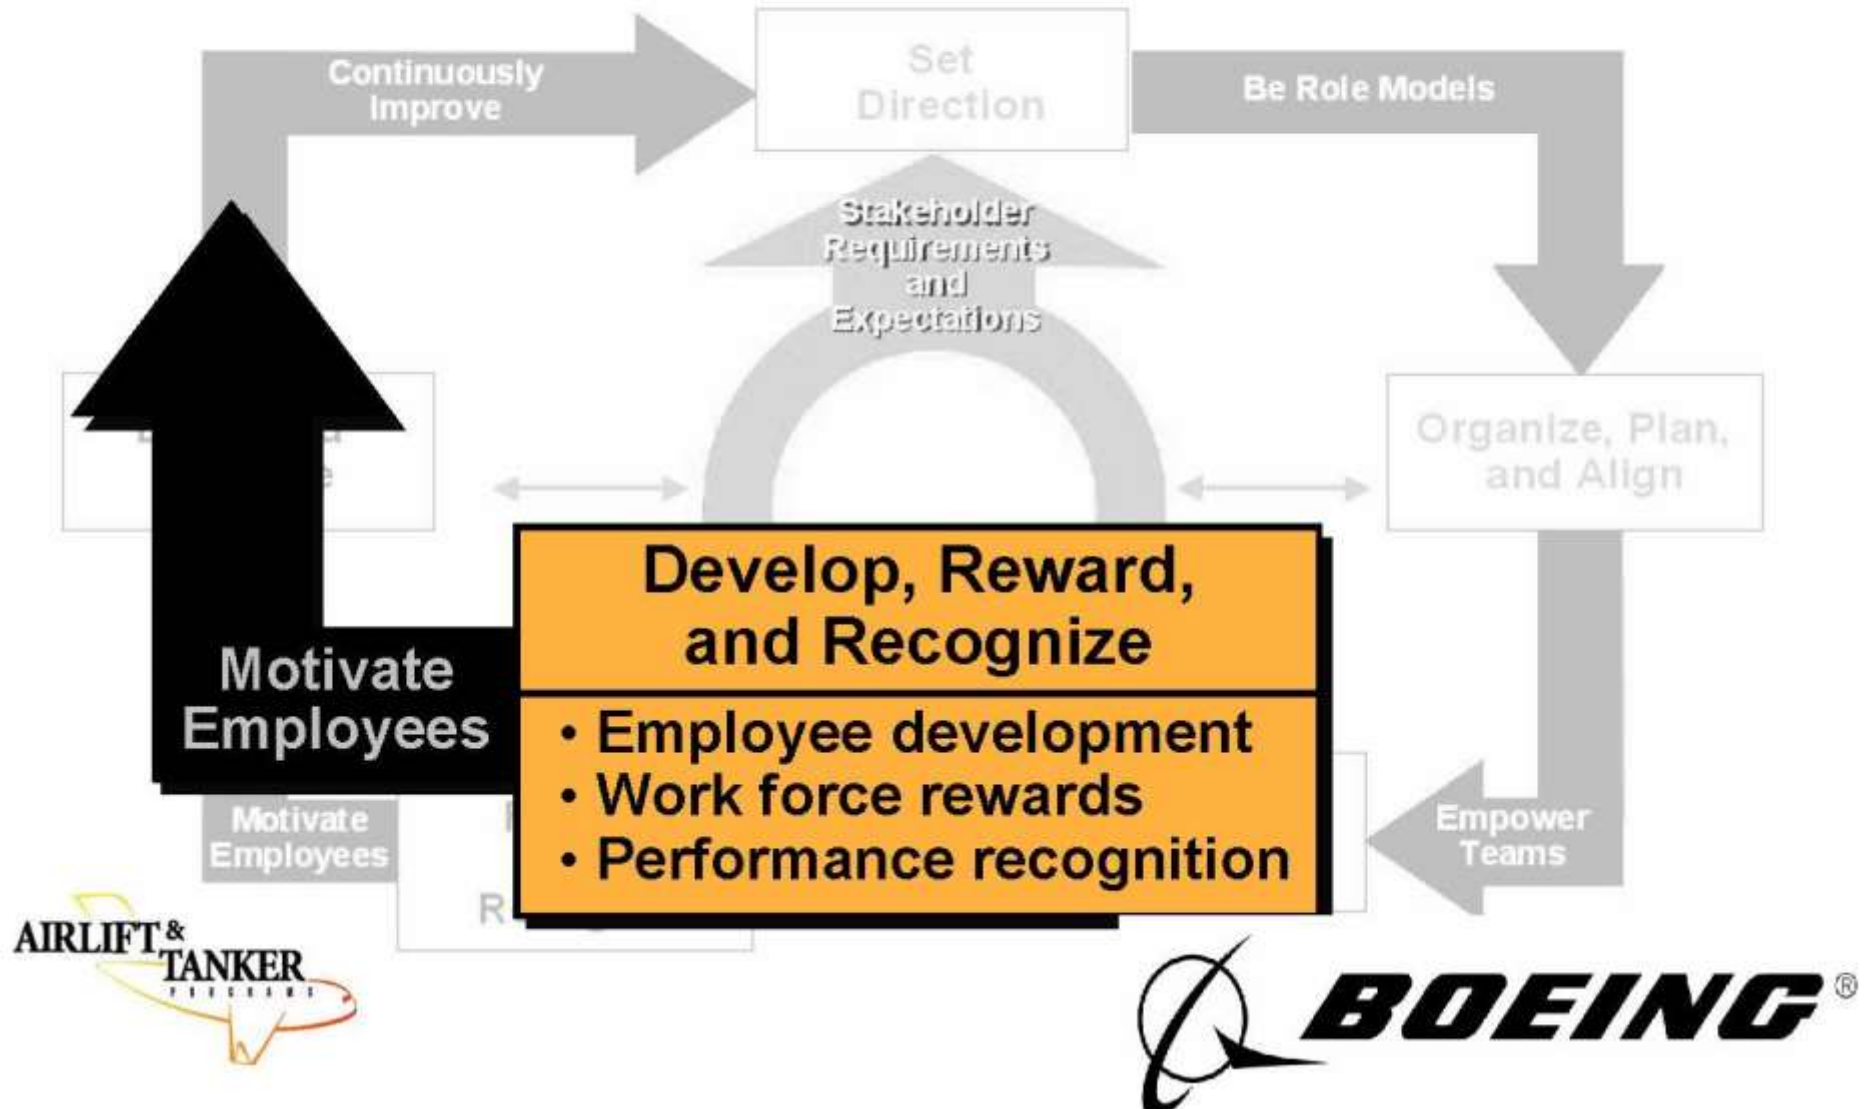 Continuously
Improve
Set
Direction
Be Role Models
Stakeholder
Requirements
and
Expectations
Organize, Plan,
and Align
Develop, Reward,
and Recognize
Motivate
Employees
• Employee development
• Work force rewards
• Performance recognition
Motivate
Employees
Empower
Teams
AIRLIFT &
TANKER
PROGRAMS
BOEING®